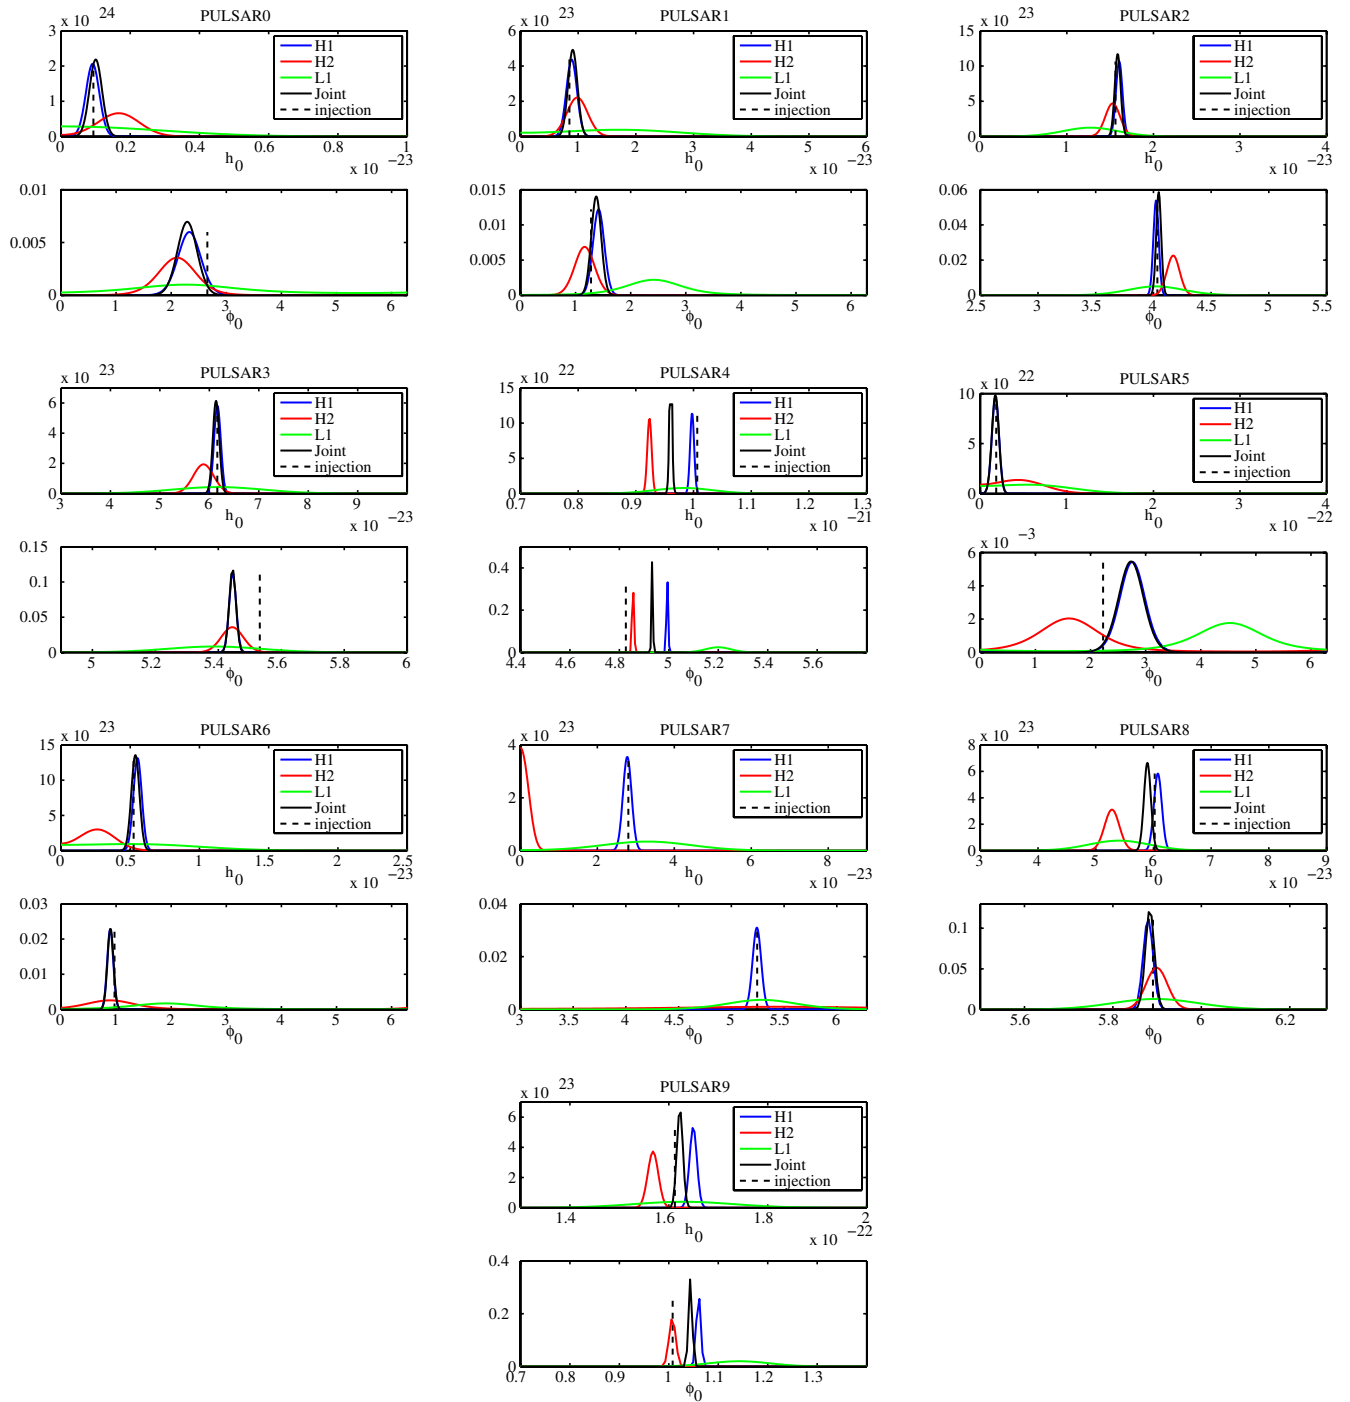 x 10 24 PULSAR0
3
2
1
0
H1
H2
L1
Joint
injection
0 0.2 0.4 0.6 0.8 1
h0
x 10 −23
0.01
0.005
0
0 1 2 3 4 5 6
ϕ0
x 10 23 PULSAR1
6
4
2
0
H1
H2
L1
Joint
injection
0 1 2 3 4 5 6
h0
x 10 −23
0.015
0.01
0.005
0
0 1 2 3 4 5 6
ϕ0
x 10 23 PULSAR2
15
10
5
0
H1
H2
L1
Joint
injection
0 1 2 3 4
h0
x 10 −23
0.06
0.04
0.02
0
2.5 3 3.5 4 4.5 5 5.5
ϕ0
x 10 23 PULSAR3
6
4
2
0
H1
H2
L1
Joint
injection
3 4 5 6 7 8 9
h0
x 10 −23
0.15
0.1
0.05
0
5 5.2 5.4 5.6 5.8 6
ϕ0
x 10 22 PULSAR4
15
10
5
0
H1
H2
L1
Joint
injection
0.7 0.8 0.9 1 1.1 1.2 1.3
h0
x 10 −21
0.4
0.2
0
4.4 4.6 4.8 5 5.2 5.4 5.6
ϕ0
x 10 22 PULSAR5
10
5
0
H1
H2
L1
Joint
injection
0 1 2 3 4
h0
x 10 −22
x 10 −3
6
4
2
0
0 1 2 3 4 5 6
ϕ0
x 10 23 PULSAR6
15
10
5
0
H1
H2
L1
Joint
injection
0 0.5 1 1.5 2 2.5
h0
x 10 −23
0.03
0.02
0.01
0
0 1 2 3 4 5 6
ϕ0
x 10 23 PULSAR7
4
2
0
H1
H2
L1
injection
0 2 4 6 8
h0
x 10 −23
0.04
0.02
0
3 3.5 4 4.5 5 5.5 6
ϕ0
x 10 23 PULSAR8
8
6
4
2
0
H1
H2
L1
Joint
injection
3 4 5 6 7 8 9
h0
x 10 −23
0.1
0.05
0
5.6 5.8 6 6.2
ϕ0
x 10 23 PULSAR9
6
4
2
0
H1
H2
L1
Joint
injection
1.4 1.6 1.8 2
h0
x 10 −22
0.4
0.2
0
0.7 0.8 0.9 1 1.1 1.2 1.3
ϕ0